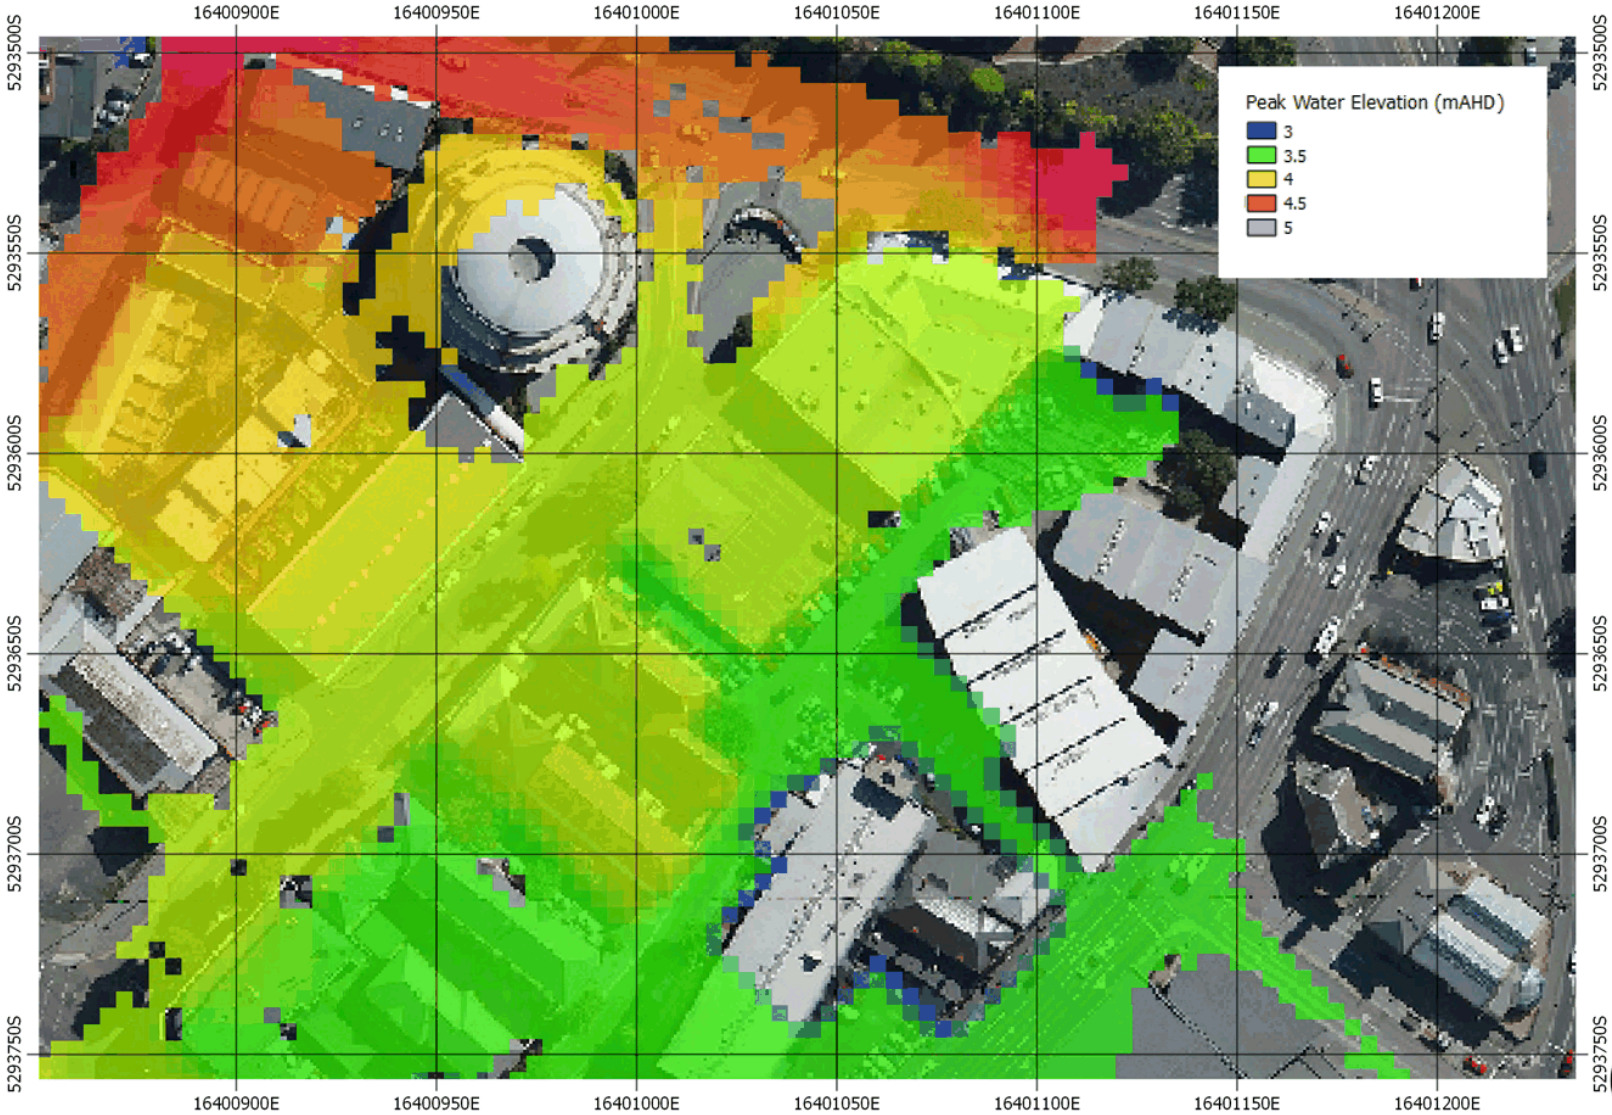 16400900E 16400950E 16401000E 16401050E 16401100E 16401150E 16401200E
5293500S 5293500S
Peak Water Elevation (mAHD)
3
3.5
4
4.5
5
5293550S 5293550S
5293600S 5293600S
5293650S 5293650S
5293700S 5293700S
5293750S 5293750S
16400900E 16400950E 16401000E 16401050E 16401100E 16401150E 16401200E